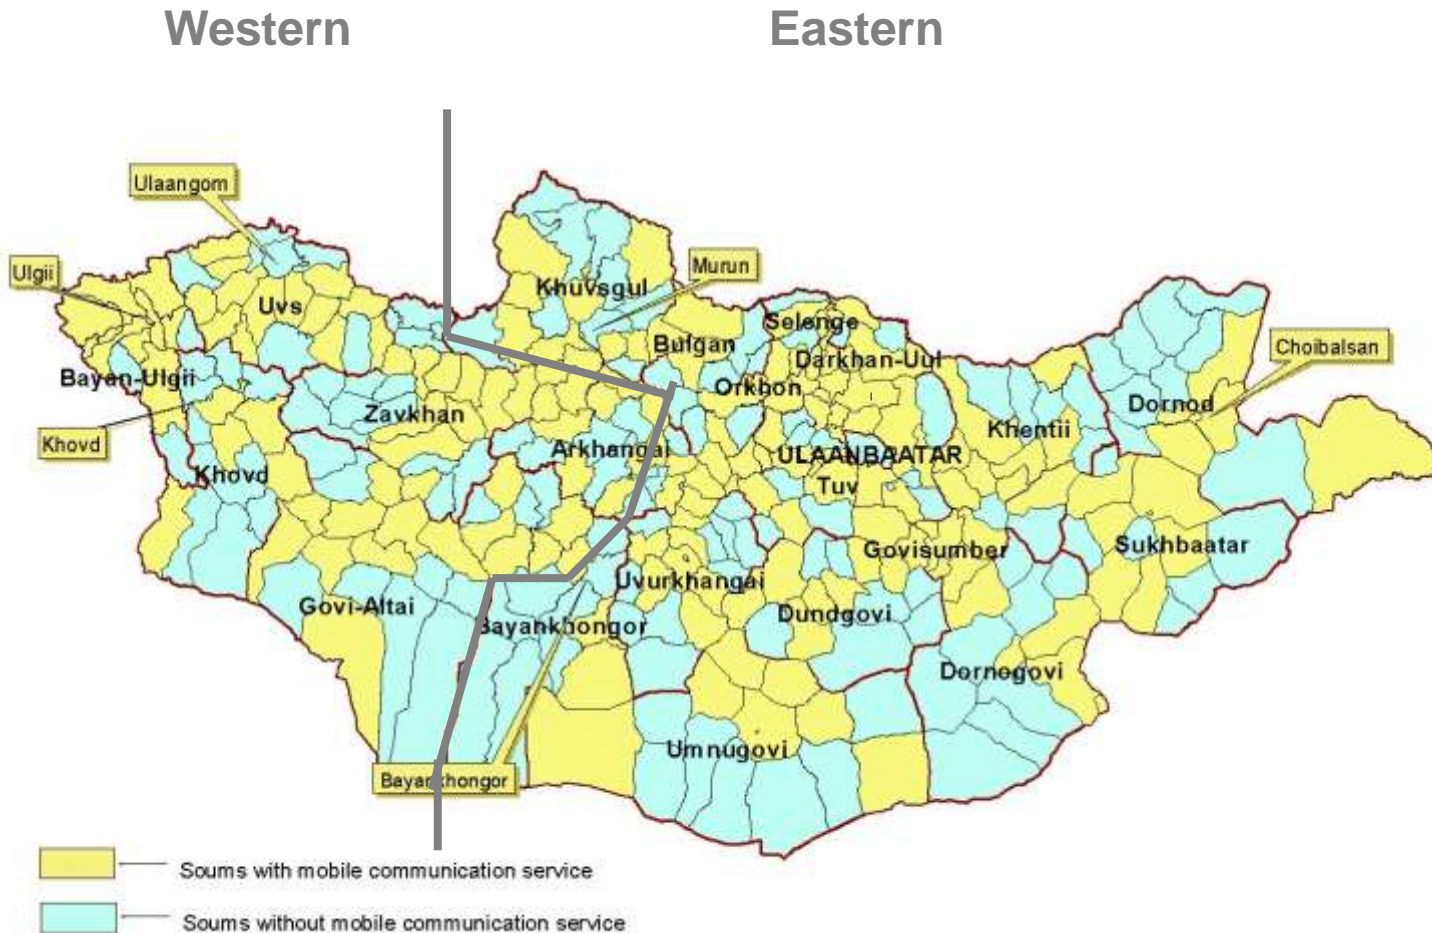 Western
Eastern
Ulaangom
Ulgii
Murun
Khuvsgul
Uvs
Selenge
Bulgan
Darkhan-Uul
Choibalsan
Bayan-Ulgii
Orkhon
Zavkhan
Dornod
Khentii
Khovd
Arkhangai
ULAANBAATAR
Khovd
Tuv
Govisumber
Sukhbaatar
Uvurkhangai
Govi-Altai
Dundgovi
Bayankhongor
Dornogovi
Umnugovi
Bayankhongor
Soums with mobile communication service
Soums without mobile communication service